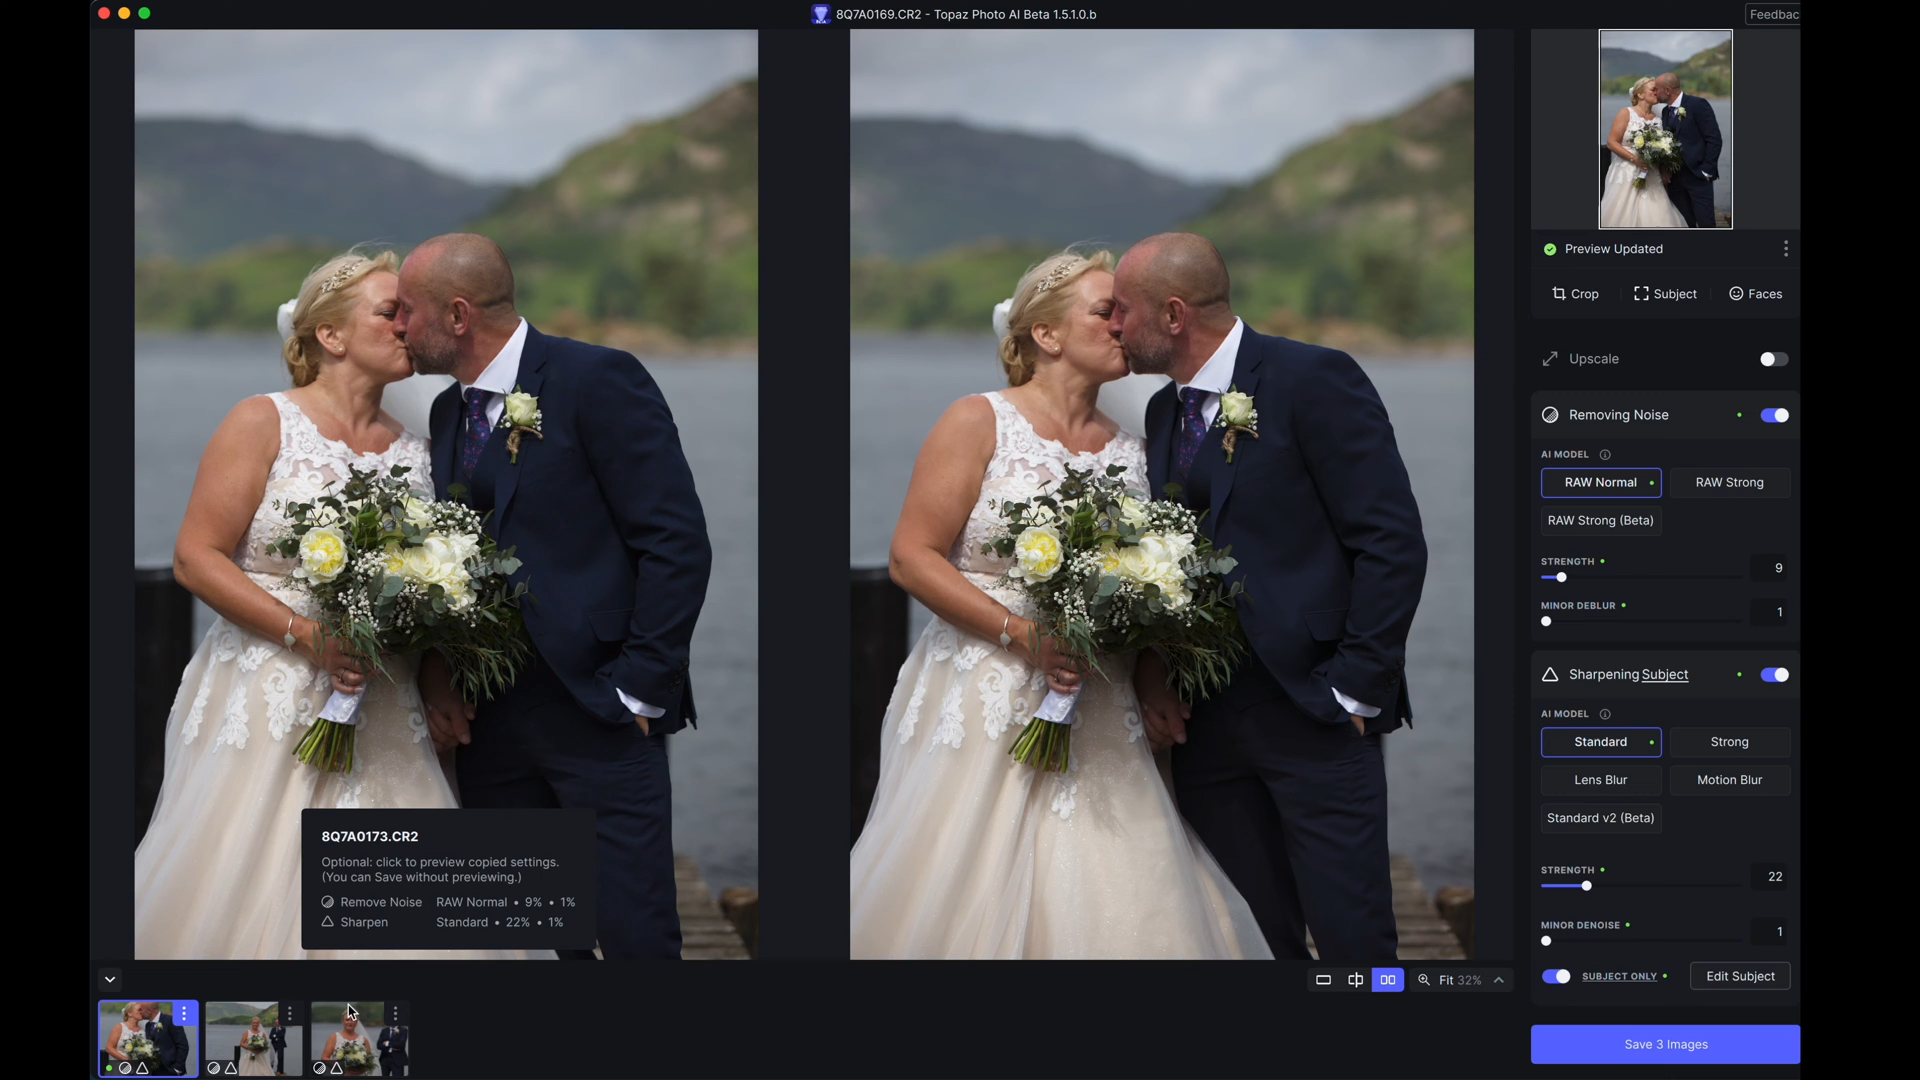 8Q7A0169.CR2 - Topaz Photo AI Beta 1.5.1.0.b
Feedbac
Preview Updated
Crop
Subject
Faces
Upscale
Removing Noise
AI MODEL
RAW Normal
RAW Strong
RAW Strong (Beta)
STRENGTH
9
MINOR DEBLUR
1
Sharpening Subject
AI MODEL
Standard
Strong
Lens Blur
Motion Blur
Standard v2 (Beta)
STRENGTH
22
MINOR DENOISE
1
SUBJECT ONLY
Edit Subject
8Q7A0173.CR2
Optional: click to preview copied settings.
(You can Save without previewing.)
Remove Noise RAW Normal • 9% • 1%
Sharpen Standard • 22% • 1%
Fit 32%
Save 3 Images